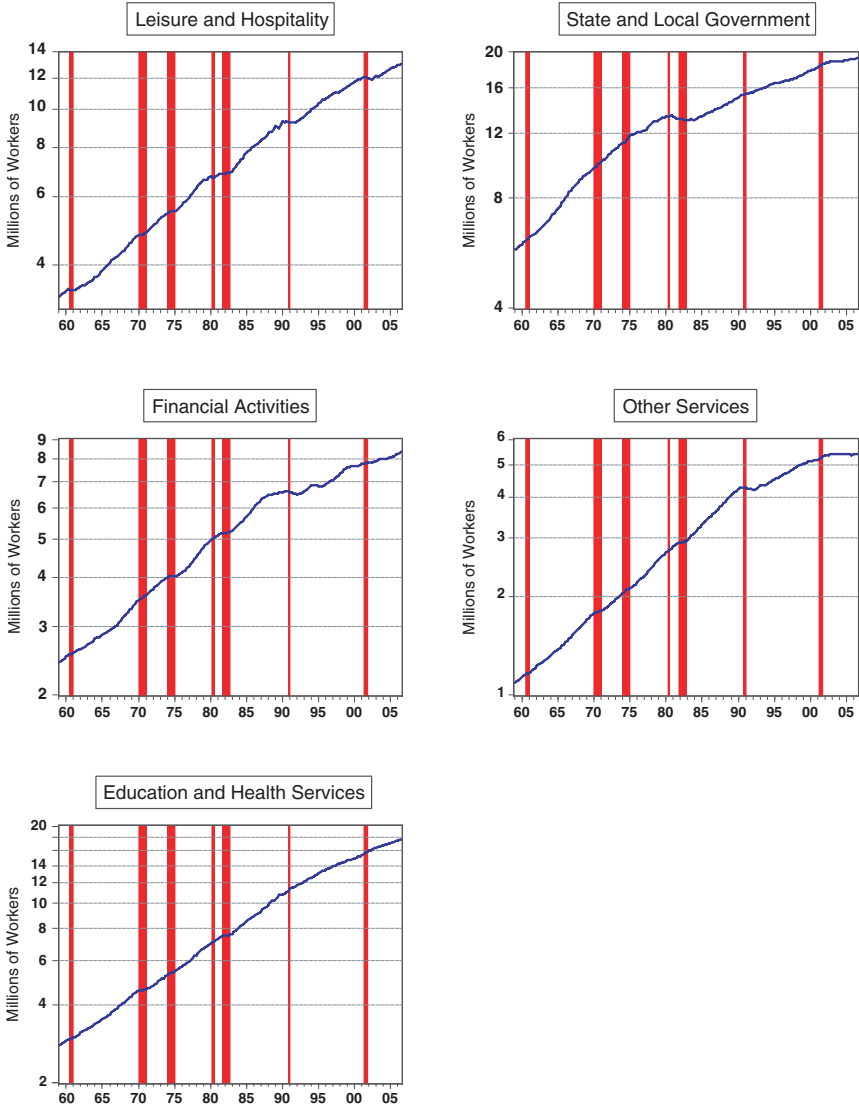 Leisure and Hospitality
Millions of Workers
14
12
10
8
6
4
60 65 70 75 80 85 90 95 00 05
State and Local Government
Millions of Workers
20
16
12
8
4
60 65 70 75 80 85 90 95 00 05
Financial Activities
Millions of Workers
9
8
7
6
5
4
3
2
60 65 70 75 80 85 90 95 00 05
Other Services
Millions of Workers
6
5
4
3
2
1
60 65 70 75 80 85 90 95 00 05
Education and Health Services
Millions of Workers
20
14
12
10
8
6
4
2
60 65 70 75 80 85 90 95 00 05